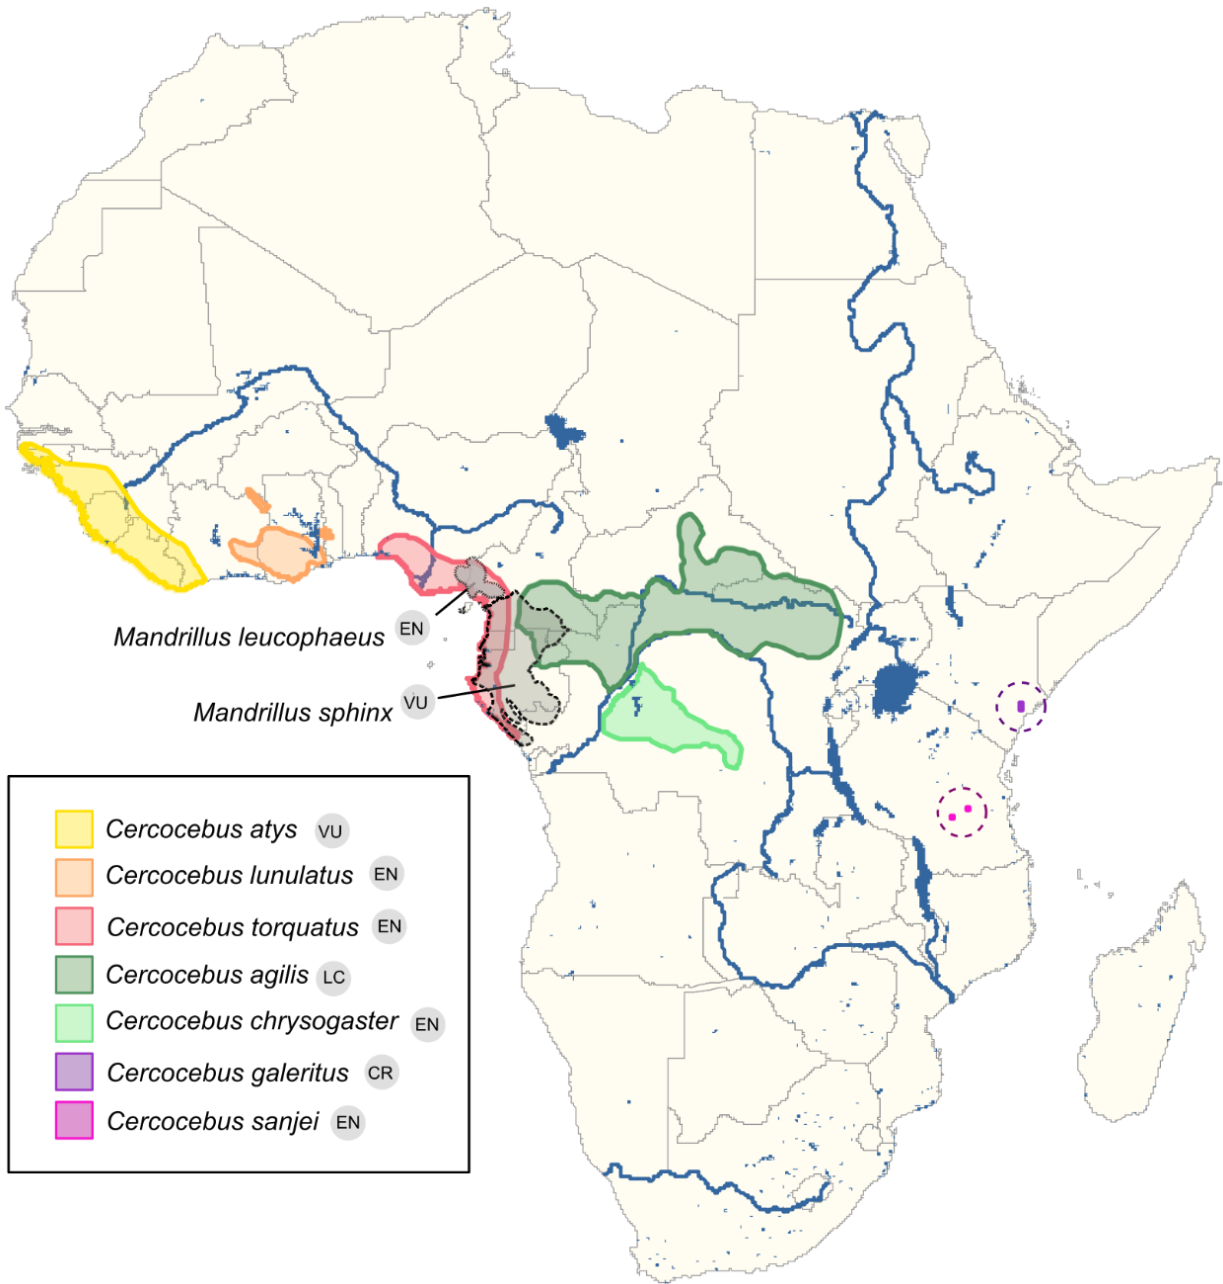 Mandrillus leucophaeus EN
Mandrillus sphinx VU
Cercocebus atys VU
Cercocebus lunulatus EN
Cercocebus torquatus EN
Cercocebus agilis LC
Cercocebus chrysogaster EN
Cercocebus galeritus CR
Cercocebus sanjei EN